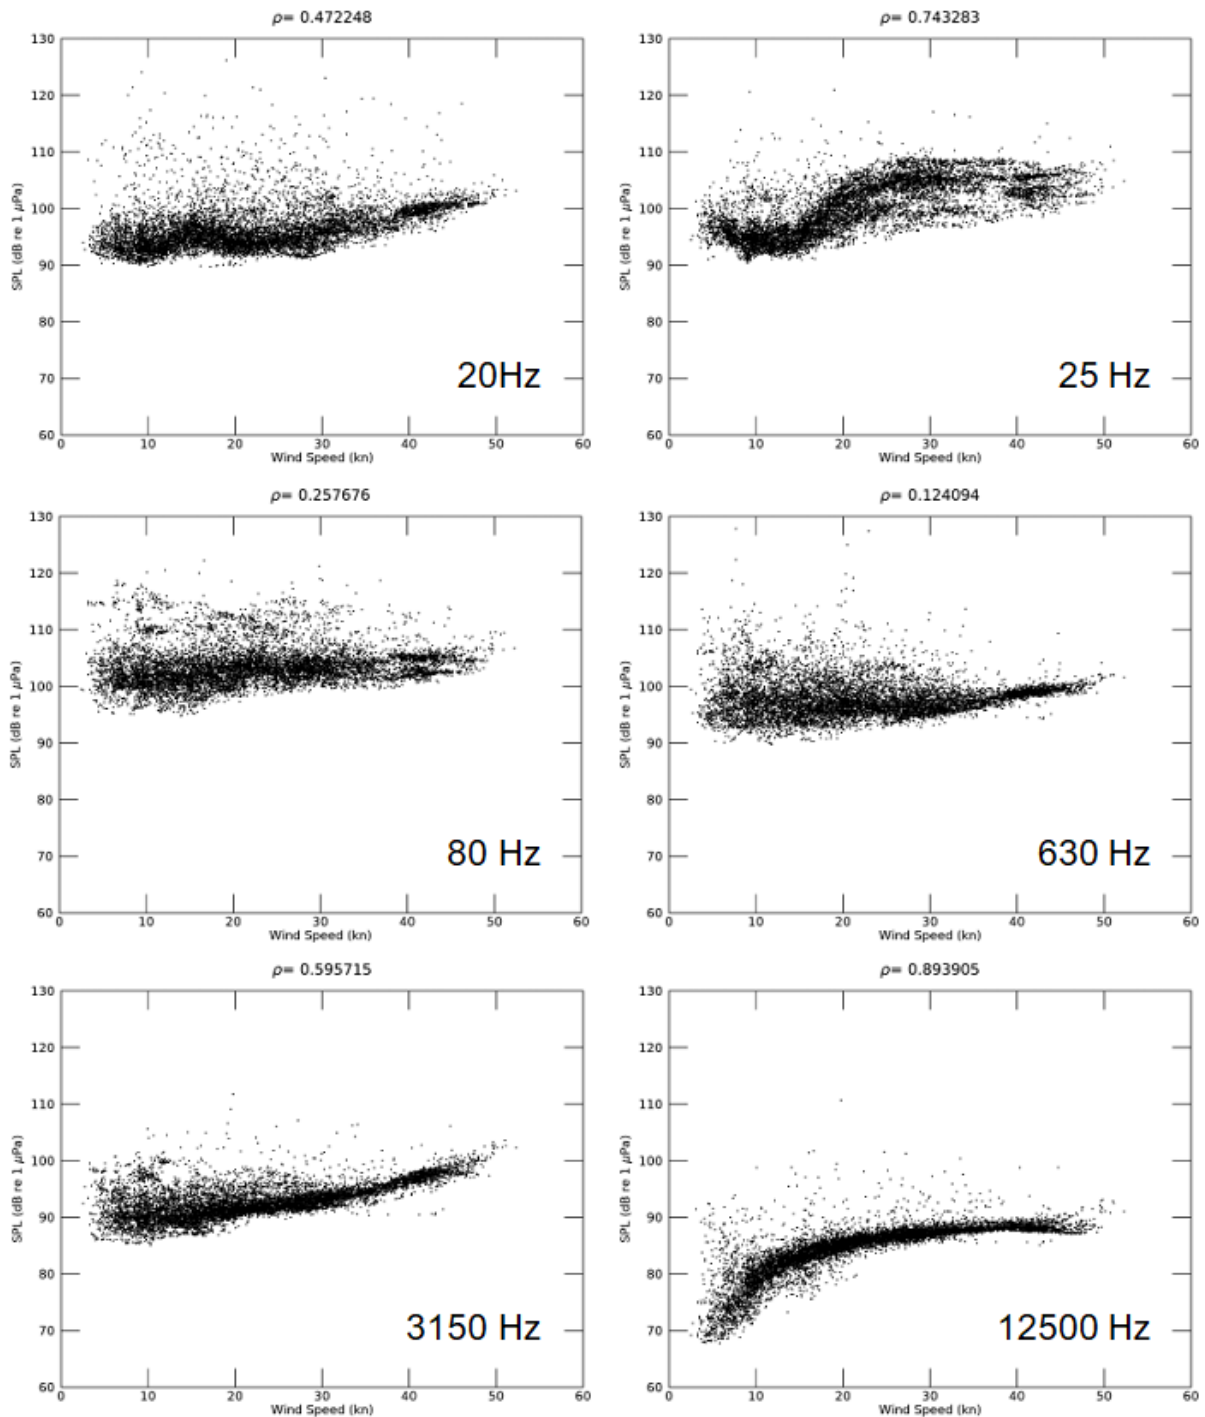 ρ= 0.472248
130
120
110
100
90
80
70
60
SPL (dB re 1 μPa)
20Hz
0 10 20 30 40 50 60
Wind Speed (kn)
ρ= 0.743283
130
120
110
100
90
80
70
60
SPL (dB re 1 μPa)
25 Hz
0 10 20 30 40 50 60
Wind Speed (kn)
ρ= 0.257676
130
120
110
100
90
80
70
60
SPL (dB re 1 μPa)
80 Hz
0 10 20 30 40 50 60
Wind Speed (kn)
ρ= 0.124094
130
120
110
100
90
80
70
60
SPL (dB re 1 μPa)
630 Hz
0 10 20 30 40 50 60
Wind Speed (kn)
ρ= 0.595715
130
120
110
100
90
80
70
60
SPL (dB re 1 μPa)
3150 Hz
0 10 20 30 40 50 60
Wind Speed (kn)
ρ= 0.893905
130
120
110
100
90
80
70
60
SPL (dB re 1 μPa)
12500 Hz
0 10 20 30 40 50 60
Wind Speed (kn)